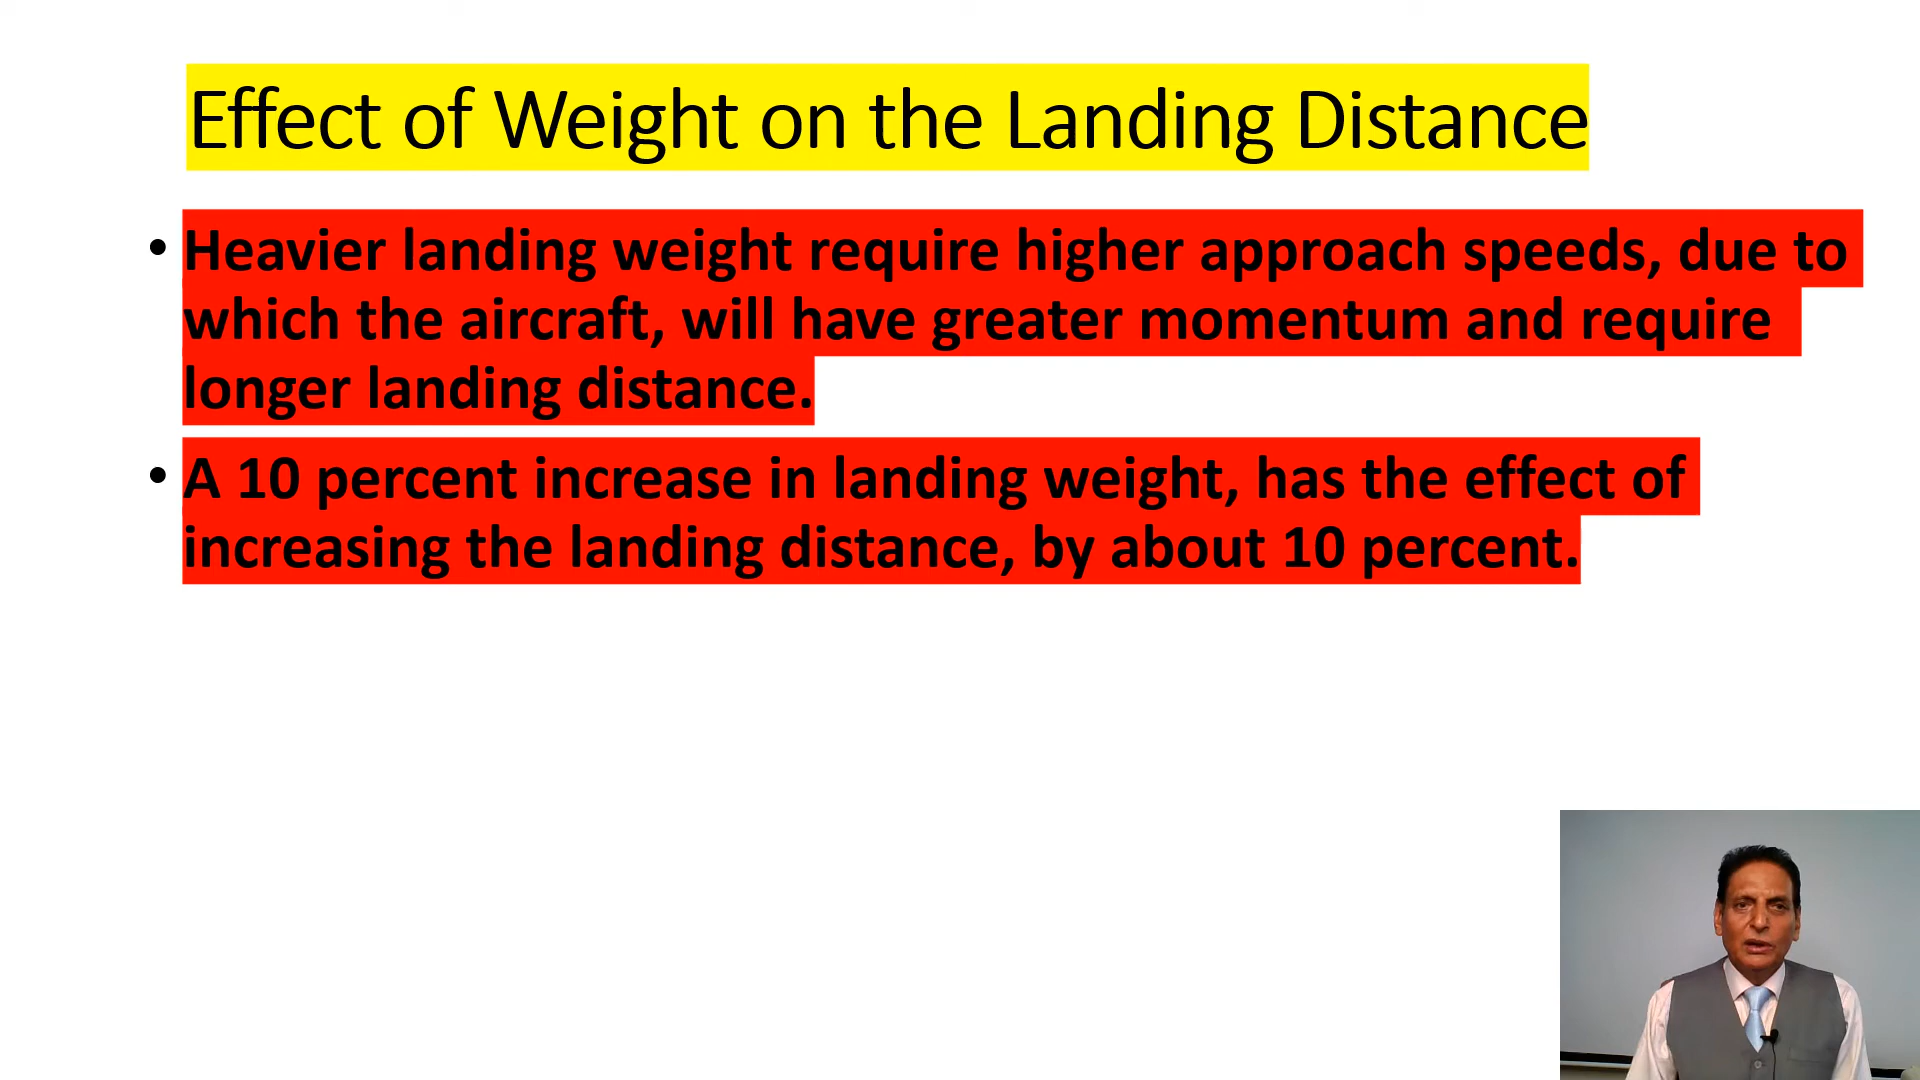 Effect of Weight on the Landing Distance
• Heavier landing weight require higher approach speeds, due to
which the aircraft, will have greater momentum and require
longer landing distance.
• A 10 percent increase in landing weight, has the effect of
increasing the landing distance, by about 10 percent.